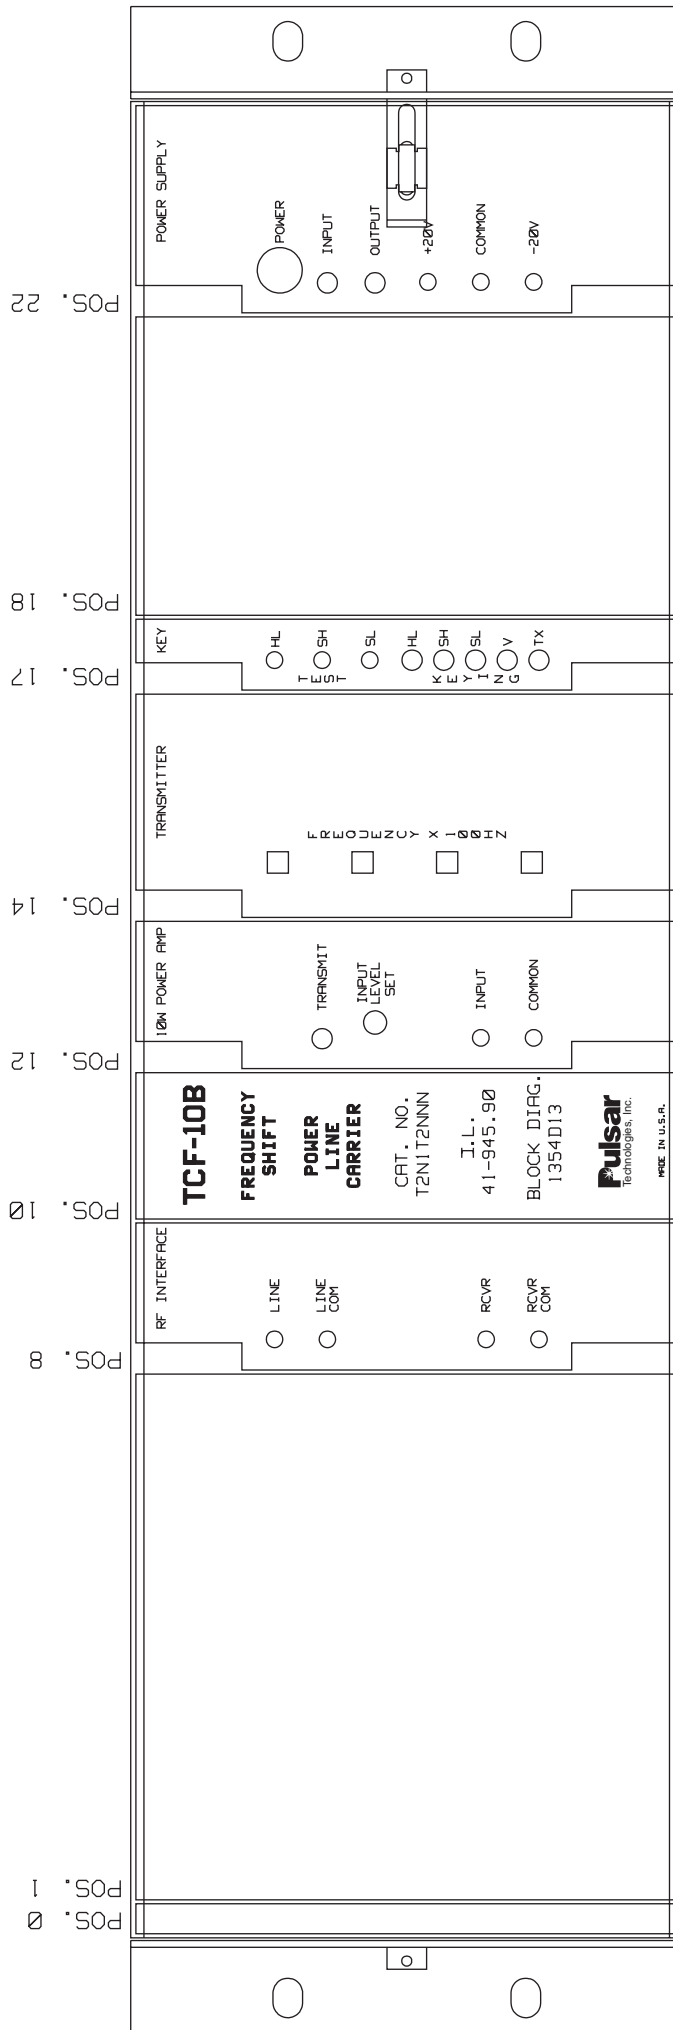 POWER SUPPLY
POWER
INPUT
OUTPUT
+20V
COMMON
-20V
POS. 22
POS. 18
KEY
HL
SH
SL
HL
SH
SL
V
TX
TEST
KEYING
POS. 17
TRANSMITTER
FREQUENCY X 100HZ
POS. 14
10W POWER AMP
TRANSMIT
INPUT
LEVEL
SET
INPUT
COMMON
POS. 12
TCF-10B
FREQUENCY
SHIFT
POWER
LINE
CARRIER
CAT. NO.
T2N1T2NNN
I.L.
41-945.90
BLOCK DIAG.
1354D13
Pulsar
Technologies, Inc.
MADE IN U.S.A.
POS. 10
RF INTERFACE
LINE
LINE
COM
RCVR
RCVR
COM
POS. 8
POS. 1
POS. 0